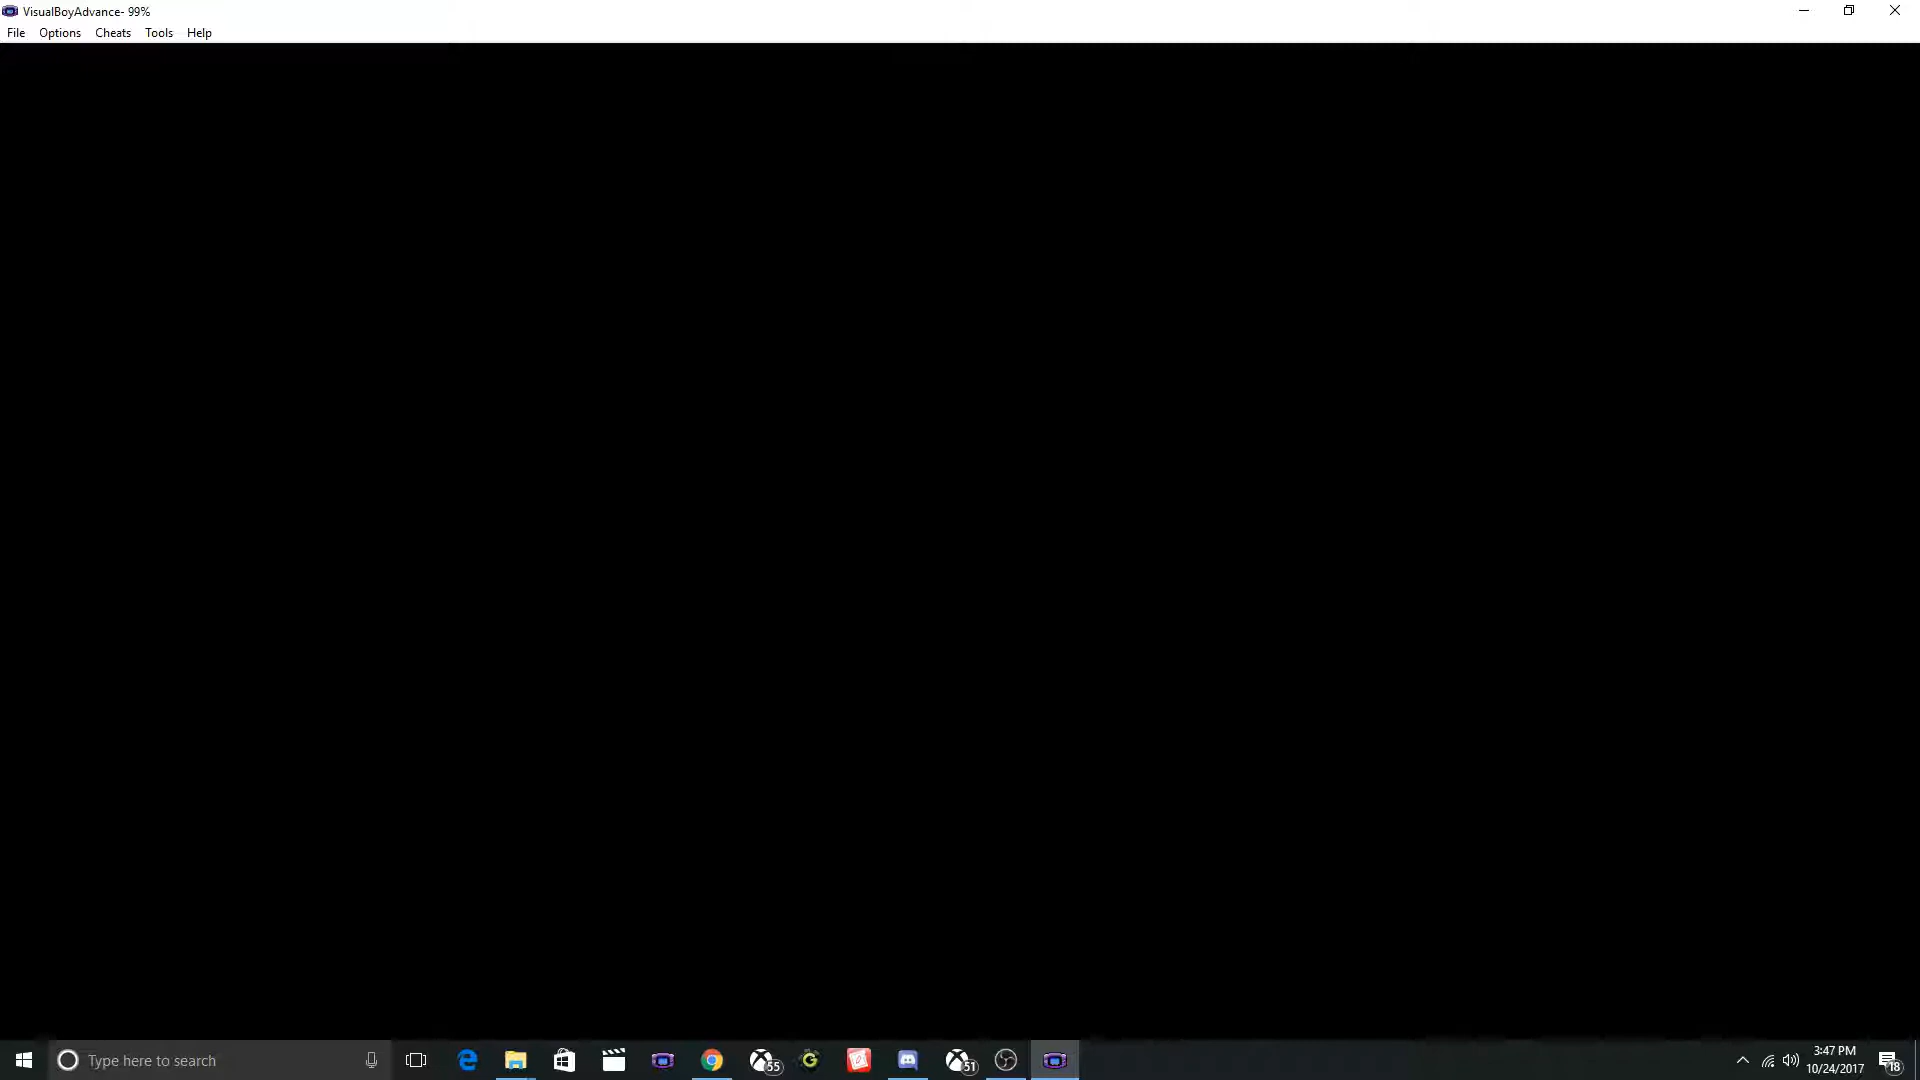 VisualBoyAdvance- 99%
File Options Cheats Tools Help
Type here to search
55
51
3:47 PM
10/24/2017
18